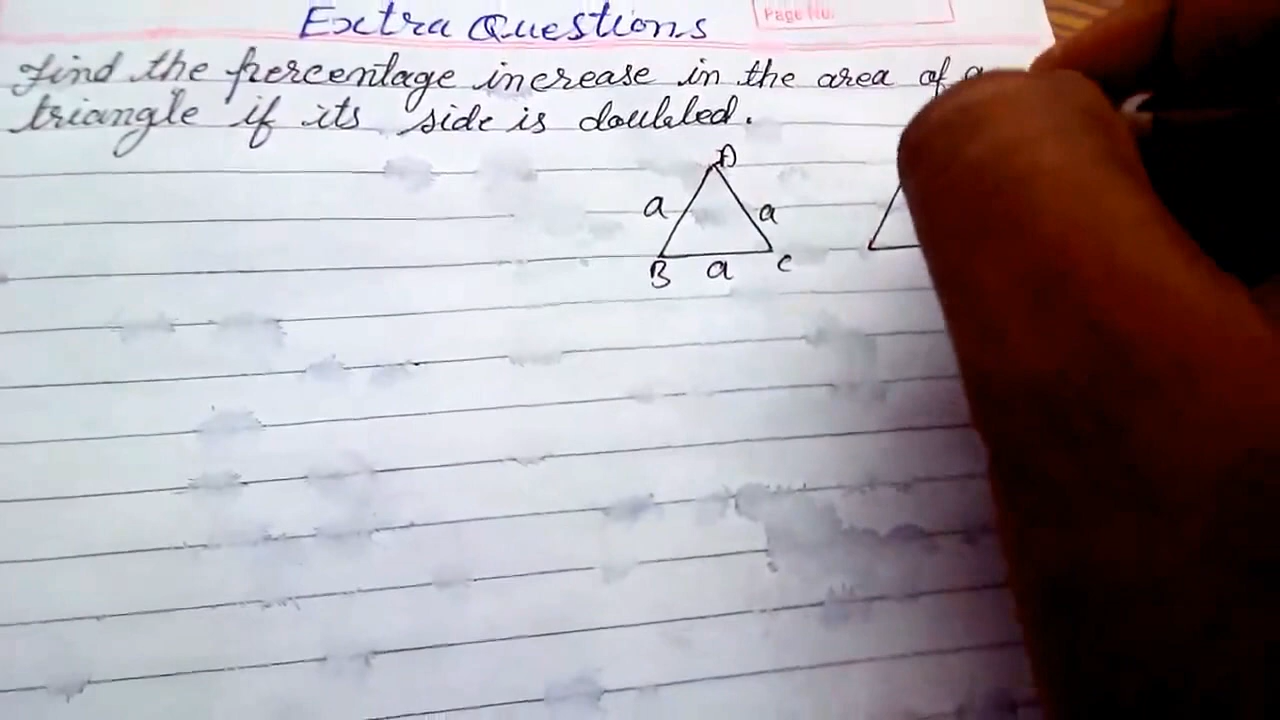 Extra Questions
Page No.
Find the percentage increase in the area of a
triangle if its side is doubled.
A
a a
B a C